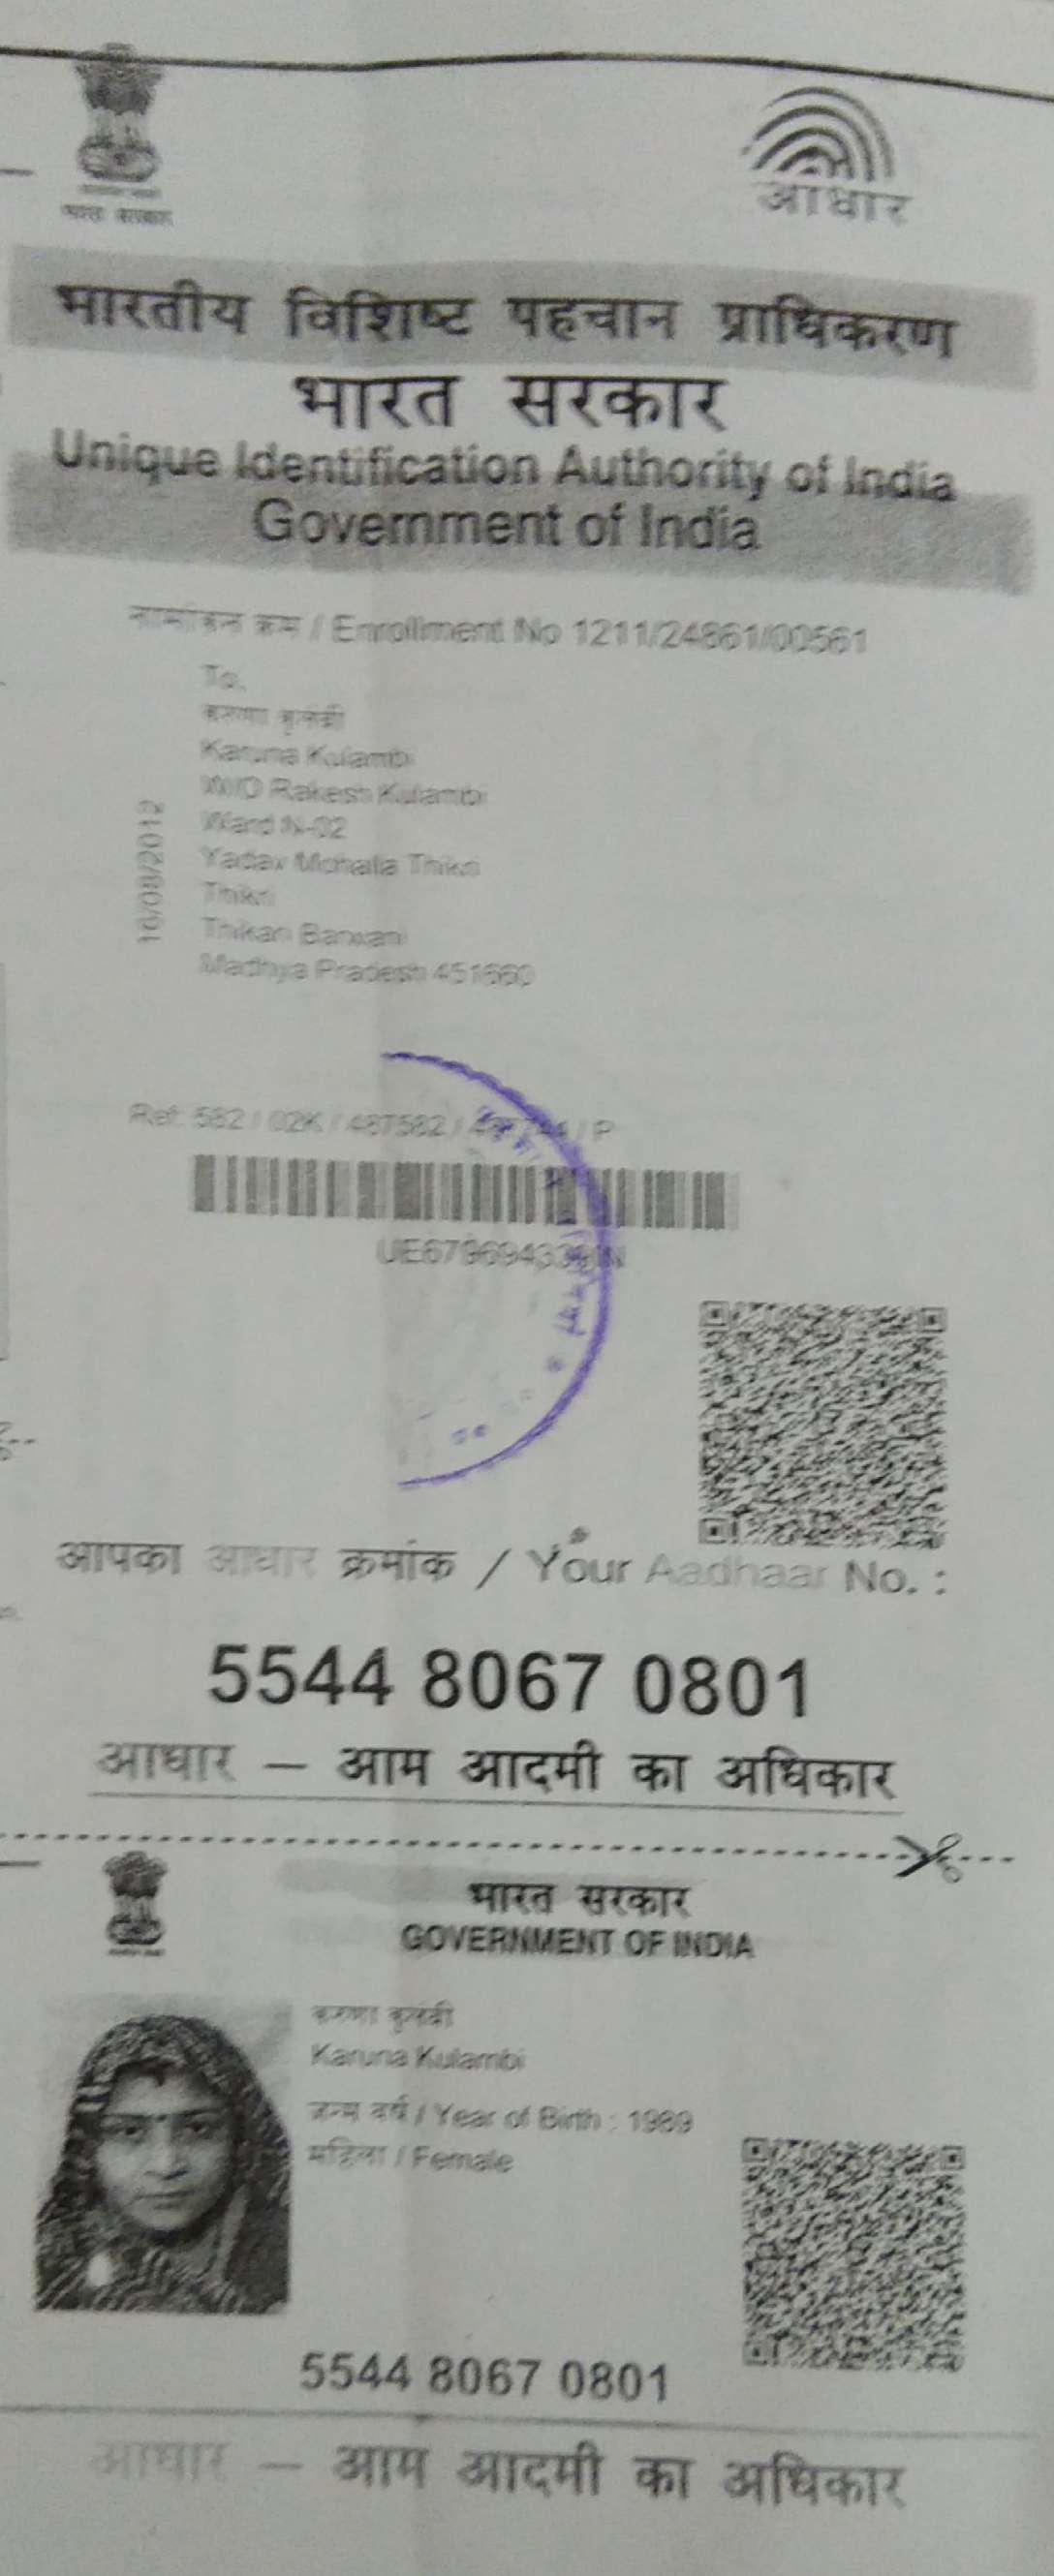 भारत सरकार
आधार
भारतीय विशिष्ट पहचान प्राधिकरण
भारत सरकार
Unique Identification Authority of India
Government of India
नामांकन क्रम / Enrollment No 1211/24861/00561
To,
करुणा कुलंबी
Karuna Kulambi
W/O Rakesh Kulambi
Ward N-02
Yadav Mohalla Thikri
Thikri
Thikari Barwani
Madhya Pradesh 451660
16/08/2012
Ref: 582 / 02K / 487582 / / P
आपका आधार क्रमांक / Your Aadhaar No. :
5544 8067 0801
आधार – आम आदमी का अधिकार
भारत सरकार
GOVERNMENT OF INDIA
करुणा कुलंबी
Karuna Kulambi
जन्म वर्ष / Year of Birth : 1989
महिला / Female
5544 8067 0801
आधार – आम आदमी का अधिकार